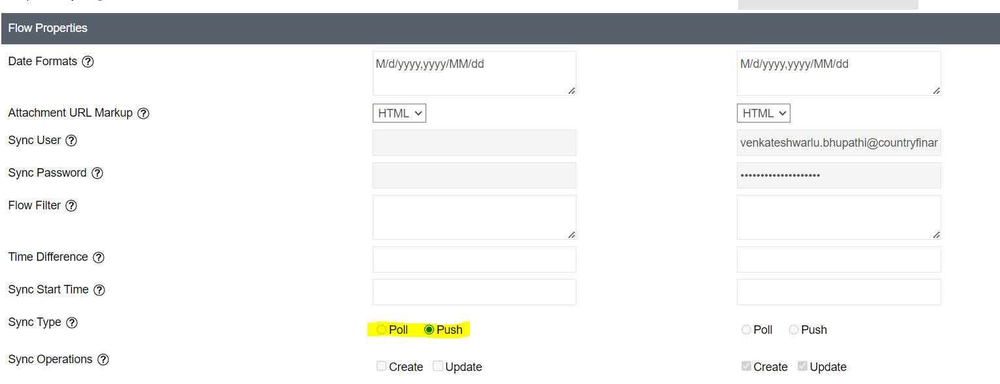 Flow Properties
Date Formats ? M/d/yyyy,yyyy/MM/dd M/d/yyyy,yyyy/MM/dd
Attachment URL Markup ? HTML HTML
Sync User ? venkateshwarlu.bhupathi@countryfinar
Sync Password ? ••••••••••••••••••••
Flow Filter ?
Time Difference ?
Sync Start Time ?
Sync Type ? Poll Push Poll Push
Sync Operations ? Create Update Create Update